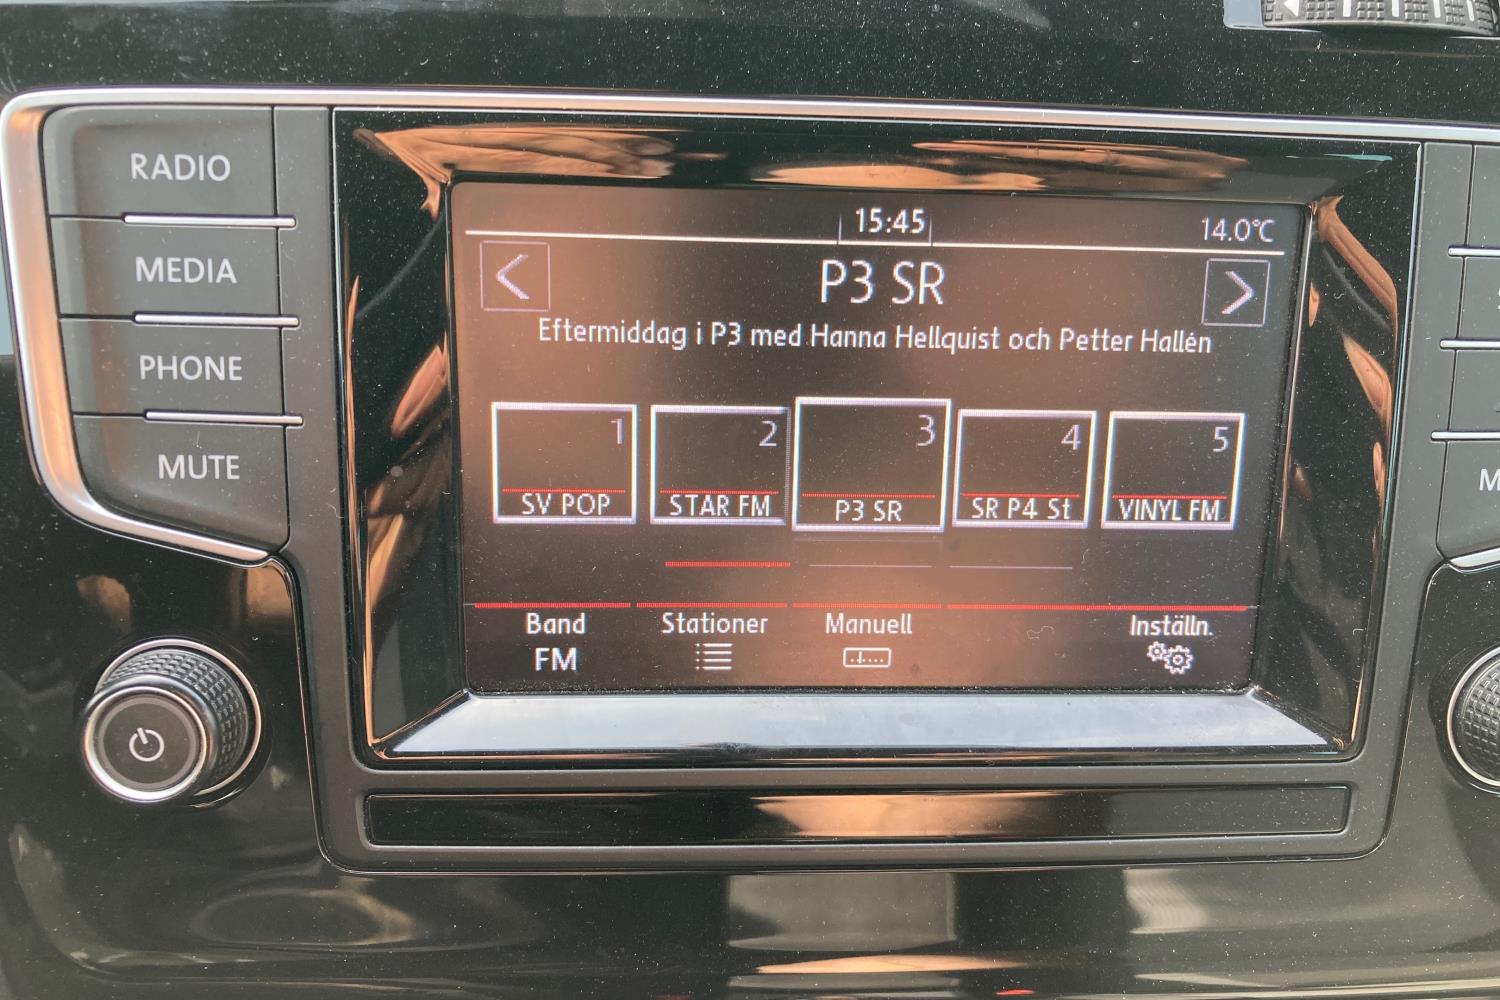 RADIO
MEDIA
PHONE
MUTE
15:45
14.0°C
P3 SR
Eftermiddag i P3 med Hanna Hellquist och Petter Hallén
1
SV POP
2
STAR FM
3
P3 SR
4
SR P4 St
5
VINYL FM
Band
FM
Stationer
Manuell
Inställn.